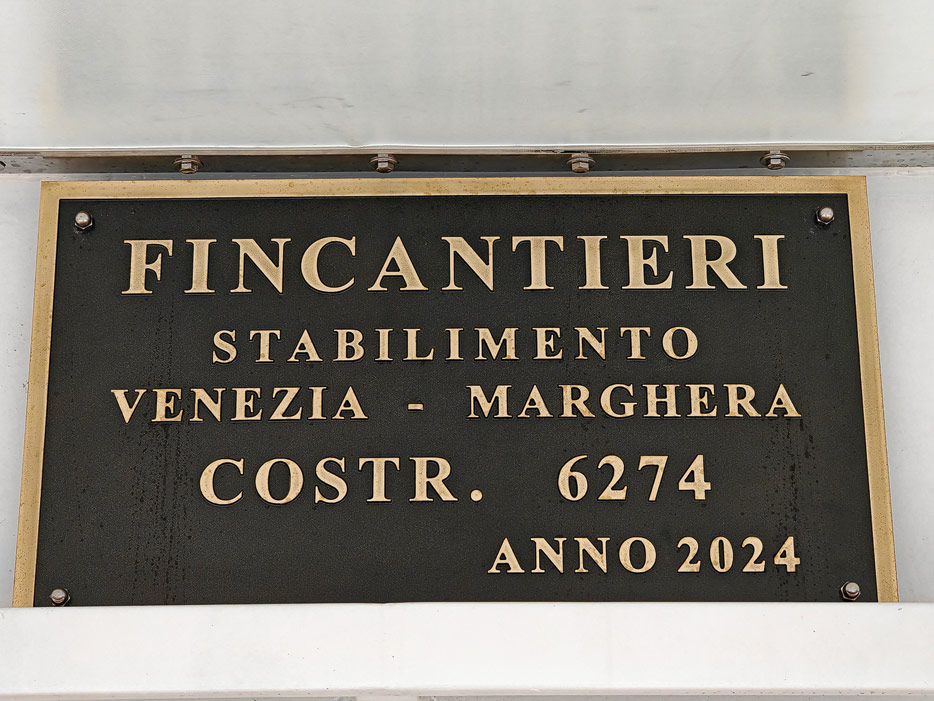 FINCANTIERI
STABILIMENTO
VENEZIA - MARGHERA
COSTR. 6274
ANNO 2024